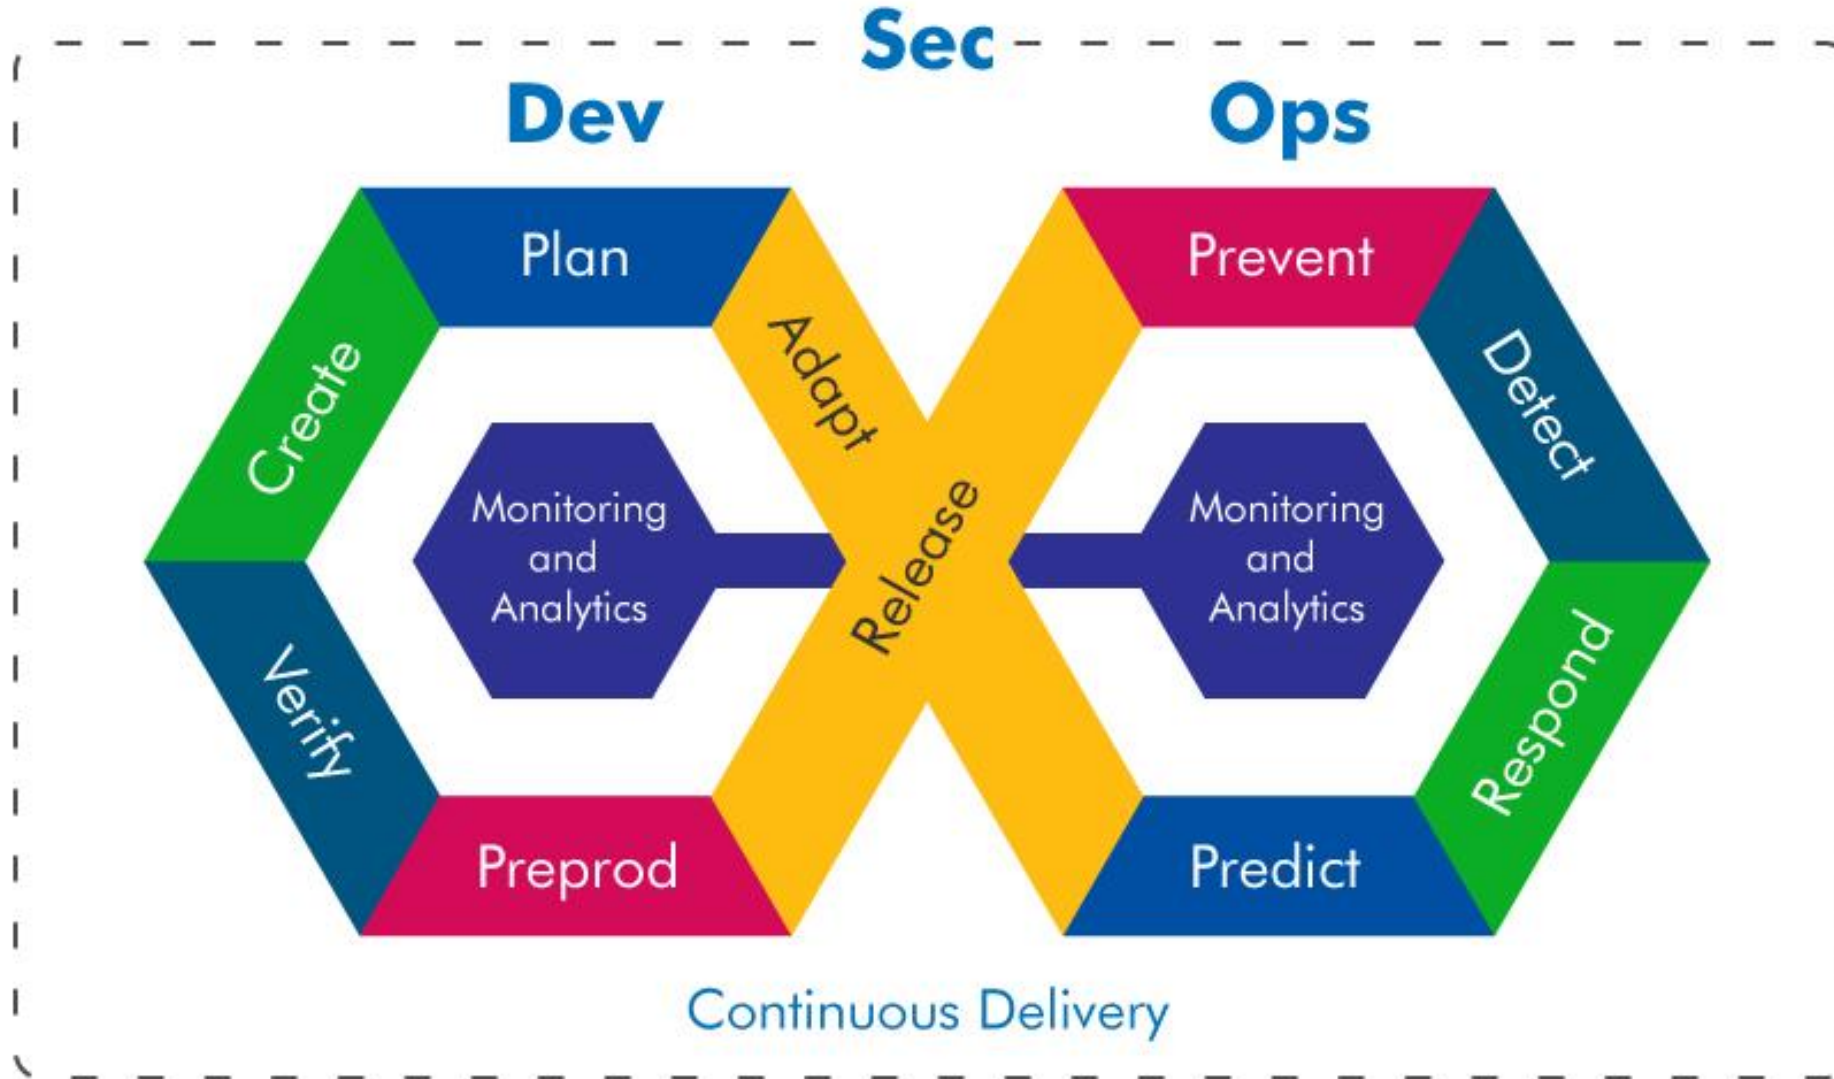 Sec
Dev
Ops
Plan
Prevent
Adapt
Create
Detect
Monitoring
and
Analytics
Monitoring
and
Analytics
Release
Verify
Respond
Preprod
Predict
Continuous Delivery